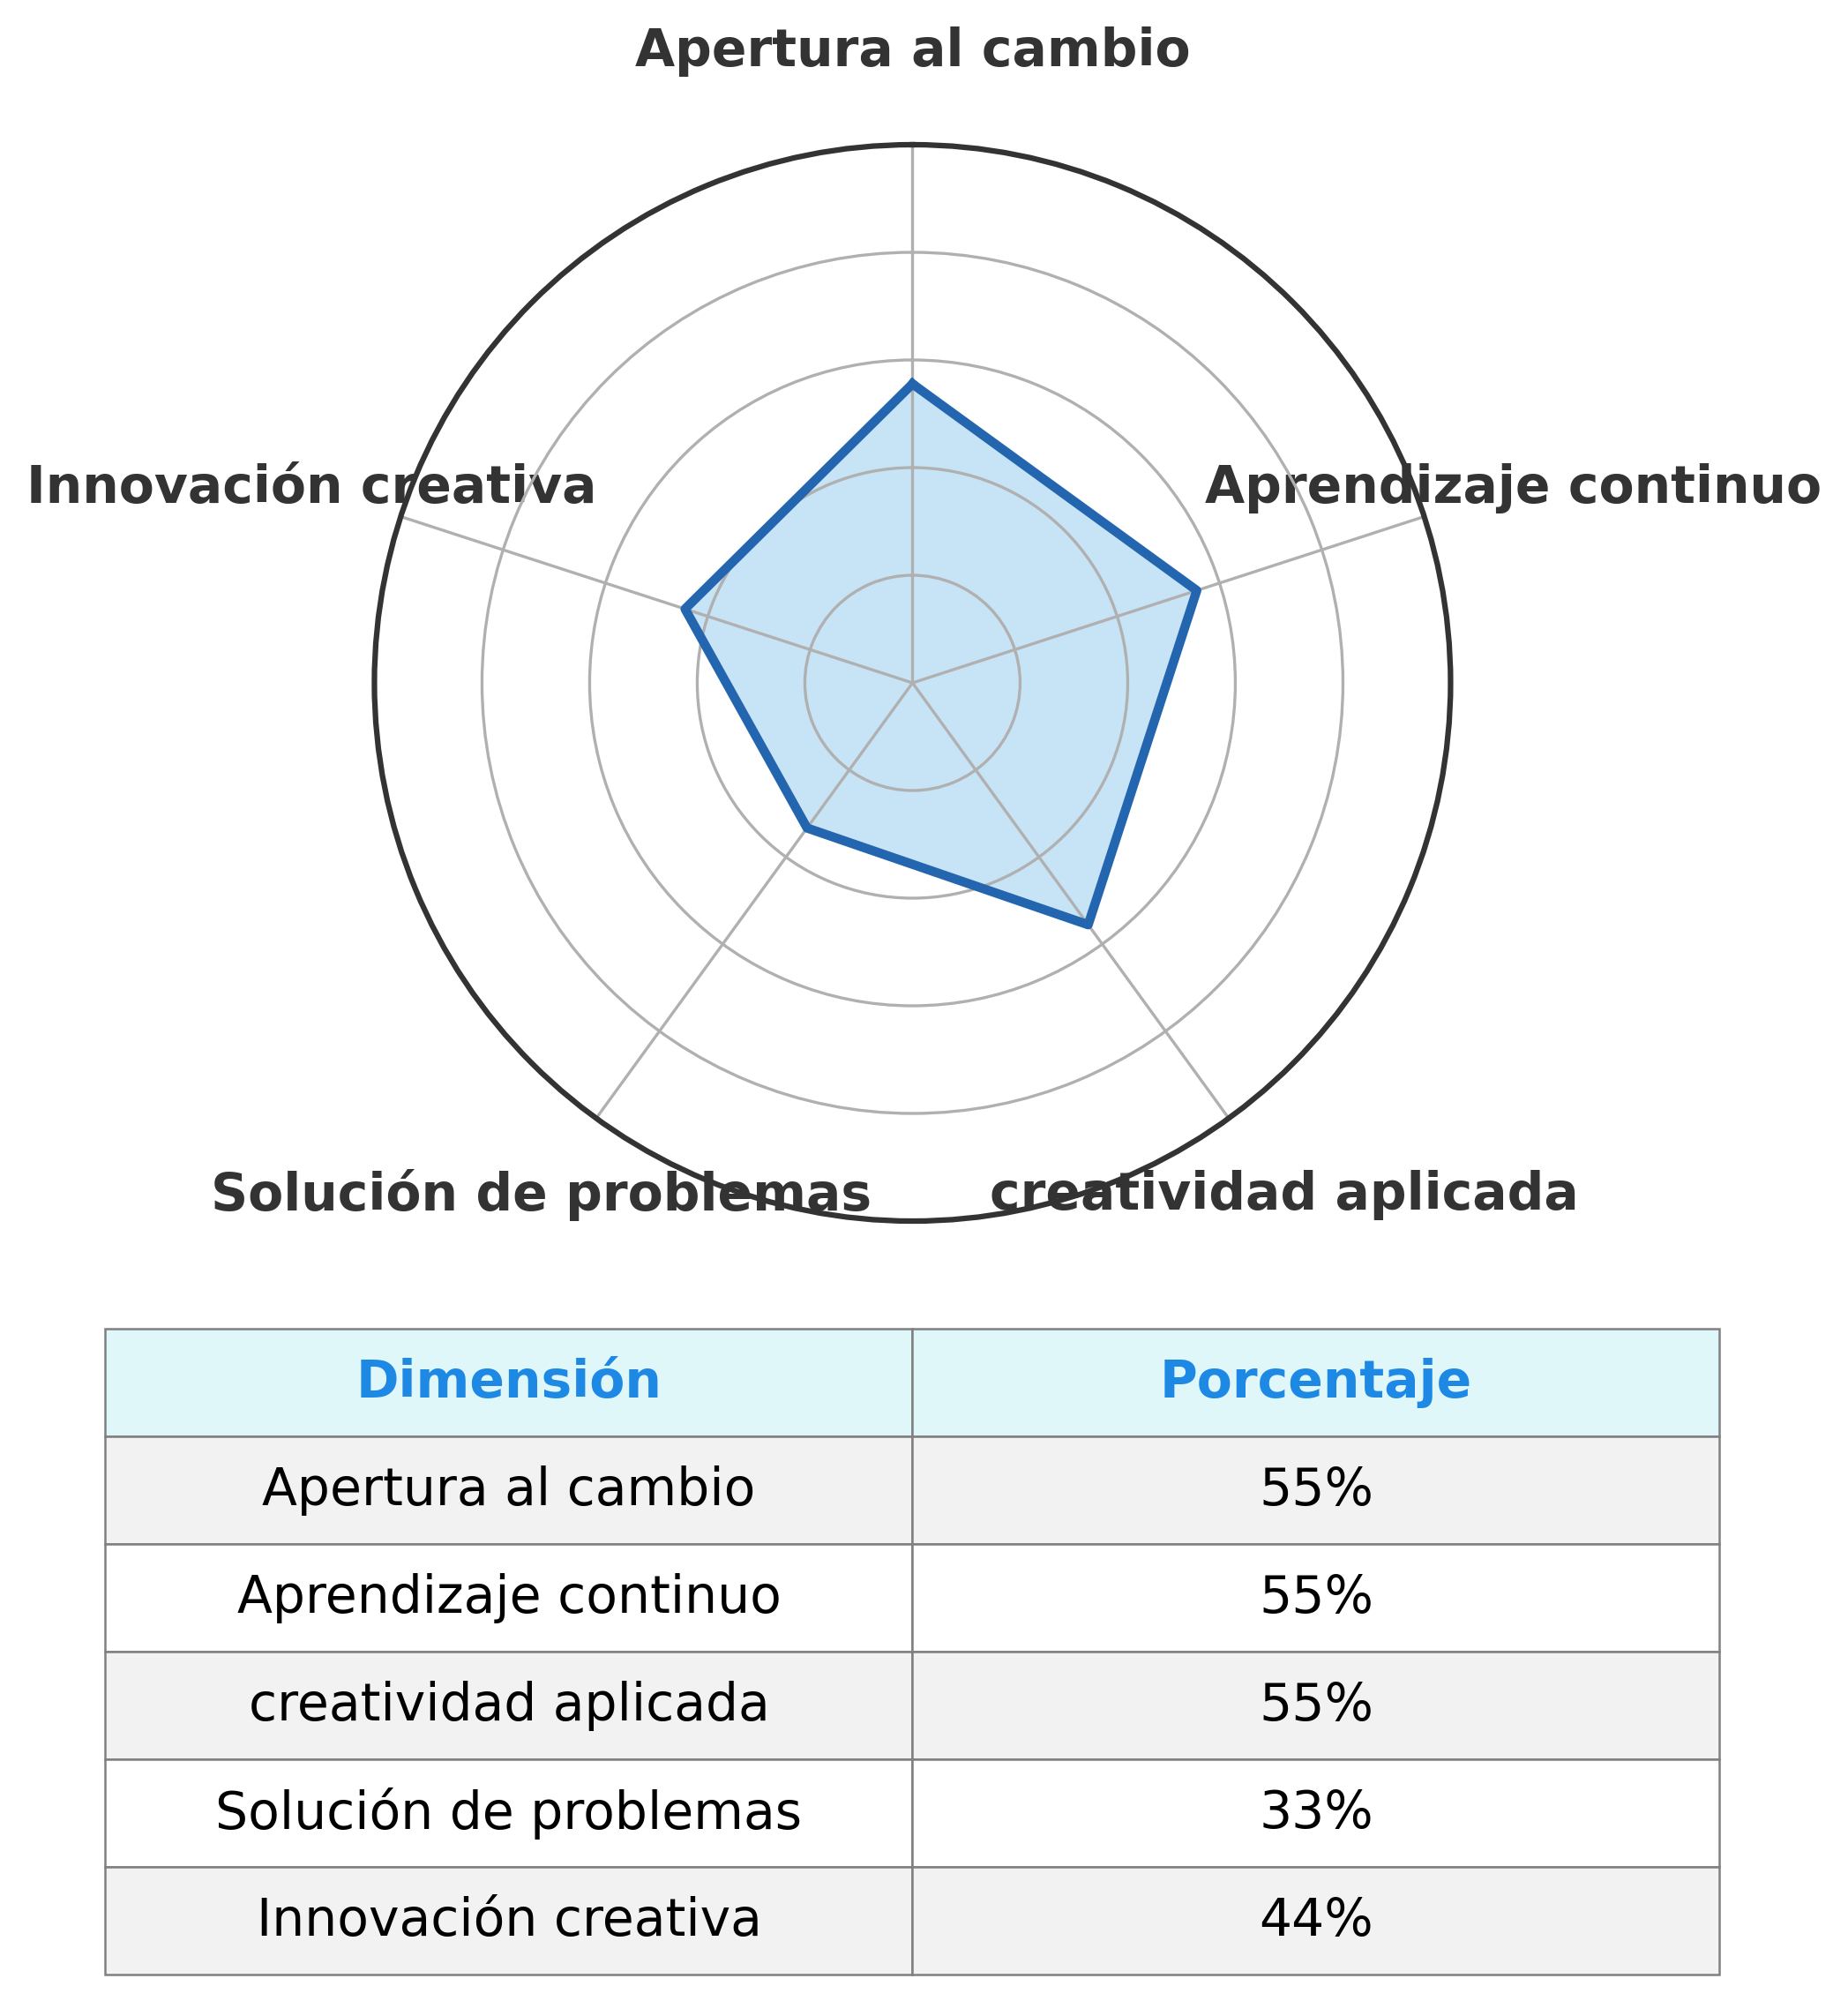 Apertura al cambio
Innovación creativa
Aprendizaje continuo
Solución de problemas
creatividad aplicada
Dimensión Porcentaje
Apertura al cambio 55%
Aprendizaje continuo 55%
creatividad aplicada 55%
Solución de problemas 33%
Innovación creativa 44%